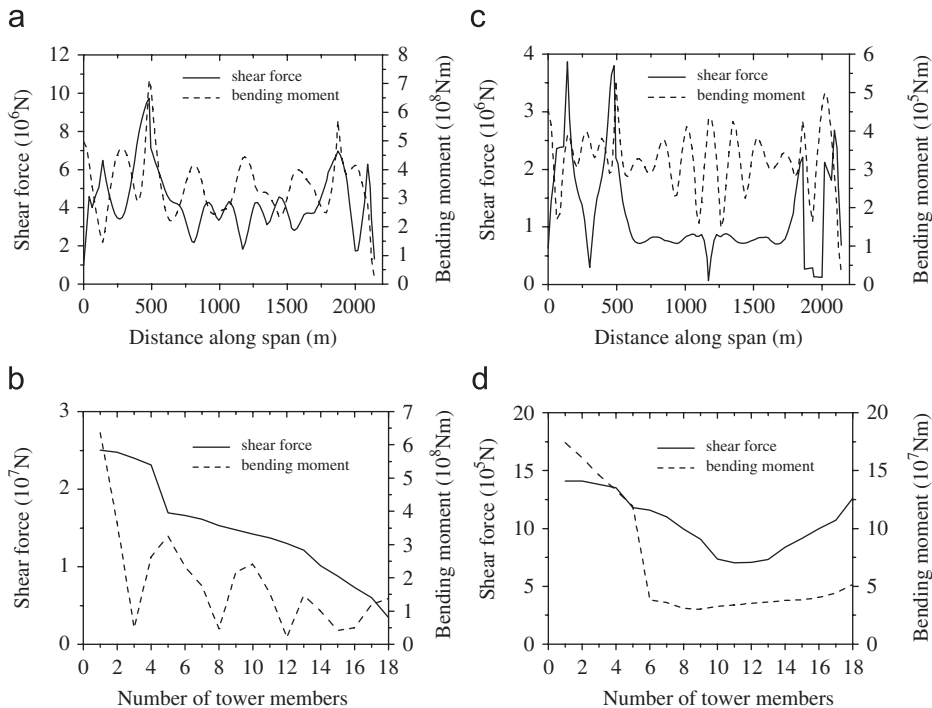 a
12
10
8
6
4
2
0
8
7
6
5
4
3
2
1
0
0 500 1000 1500 2000
shear force
bending moment
Shear force (10⁶N)
Bending moment (10⁸Nm)
Distance along span (m)
c
4
3
2
1
0
6
5
4
3
2
1
0
0 500 1000 1500 2000
shear force
bending moment
Shear force (10⁶N)
Bending moment (10⁵Nm)
Distance along span (m)
b
3
2
1
0
7
6
5
4
3
2
1
0
0 2 4 6 8 10 12 14 16 18
shear force
bending moment
Shear force (10⁷N)
Bending moment (10⁸Nm)
Number of tower members
d
20
15
10
5
0
20
15
10
5
0
0 2 4 6 8 10 12 14 16 18
shear force
bending moment
Shear force (10⁵N)
Bending moment (10⁷Nm)
Number of tower members